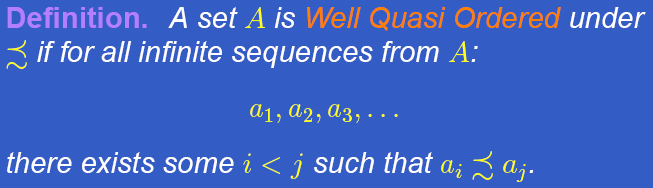 Definition. A set A is Well Quasi Ordered under
≾ if for all infinite sequences from A:
a₁, a₂, a₃, . . .
there exists some i < j such that aᵢ ≾ aⱼ.